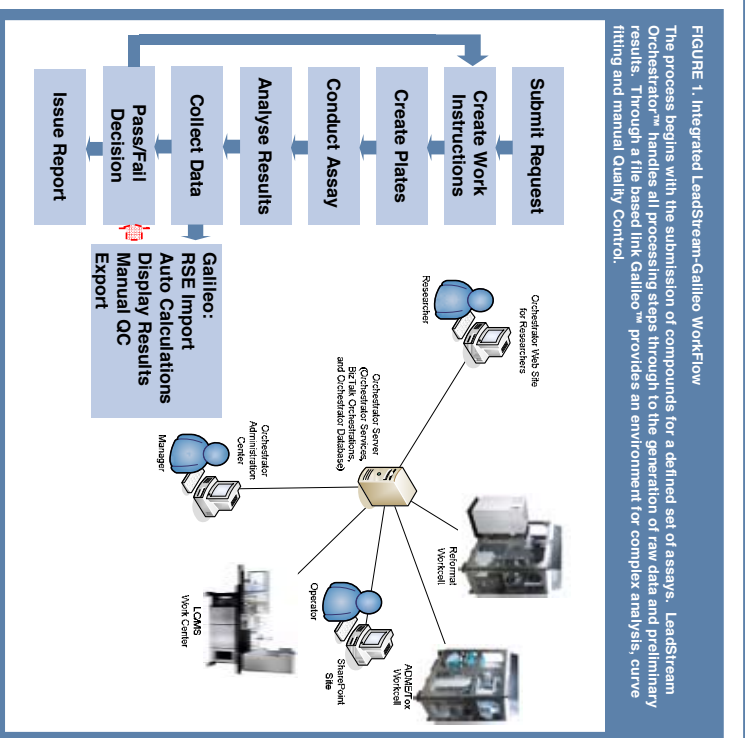 FIGURE 1. Integrated LeadStream-Galileo WorkFlow
The process begins with the submission of compounds for a defined set of assays. LeadStream
Orchestrator™ handles all processing steps through to the generation of raw data and preliminary
results. Through a file based link Galileo™ provides an environment for complex analysis, curve
fitting and manual Quality Control.
Submit Request
Create Work
Instructions
Create Plates
Conduct Assay
Analyse Results
Collect Data
Pass/Fail
Decision
Issue Report
Galileo:
RSE Import
Auto Calculations
Display Results
Manual QC
Export
Orchestrator Web Site
for Researchers
Researcher
Orchestrator Server
(Orchestrator Services,
BizTalk Orchestrations,
and Orchestrator Database)
Orchestrator
Administration
Center
Manager
Reformat
Workcell
ADME/Tox
Workcell
Operator
SharePoint
Site
LC/MS
Work Center